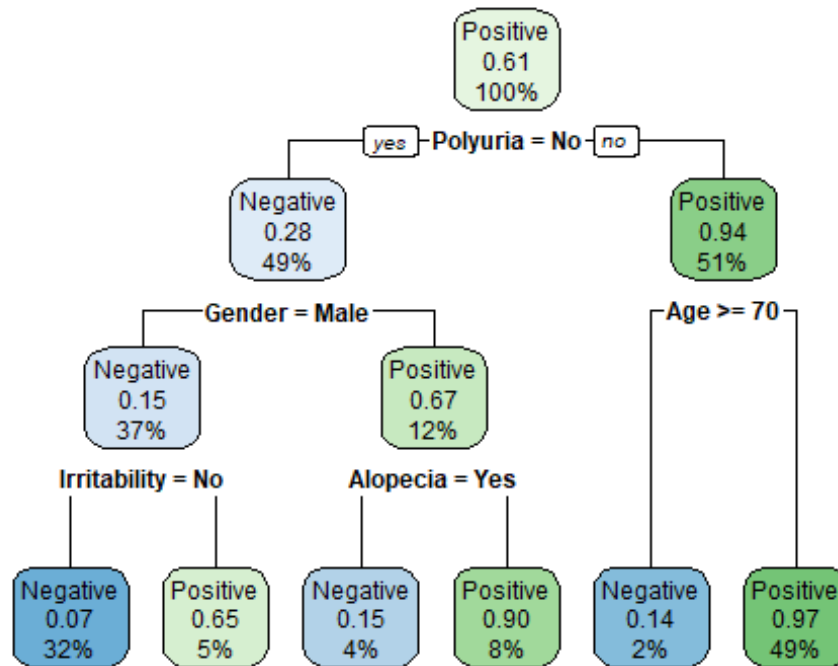 Positive
0.61
100%
yes Polyuria = No no
Negative
0.28
49%
Positive
0.94
51%
Gender = Male
Age >= 70
Negative
0.15
37%
Positive
0.67
12%
Irritability = No
Alopecia = Yes
Negative
0.07
32%
Positive
0.65
5%
Negative
0.15
4%
Positive
0.90
8%
Negative
0.14
2%
Positive
0.97
49%